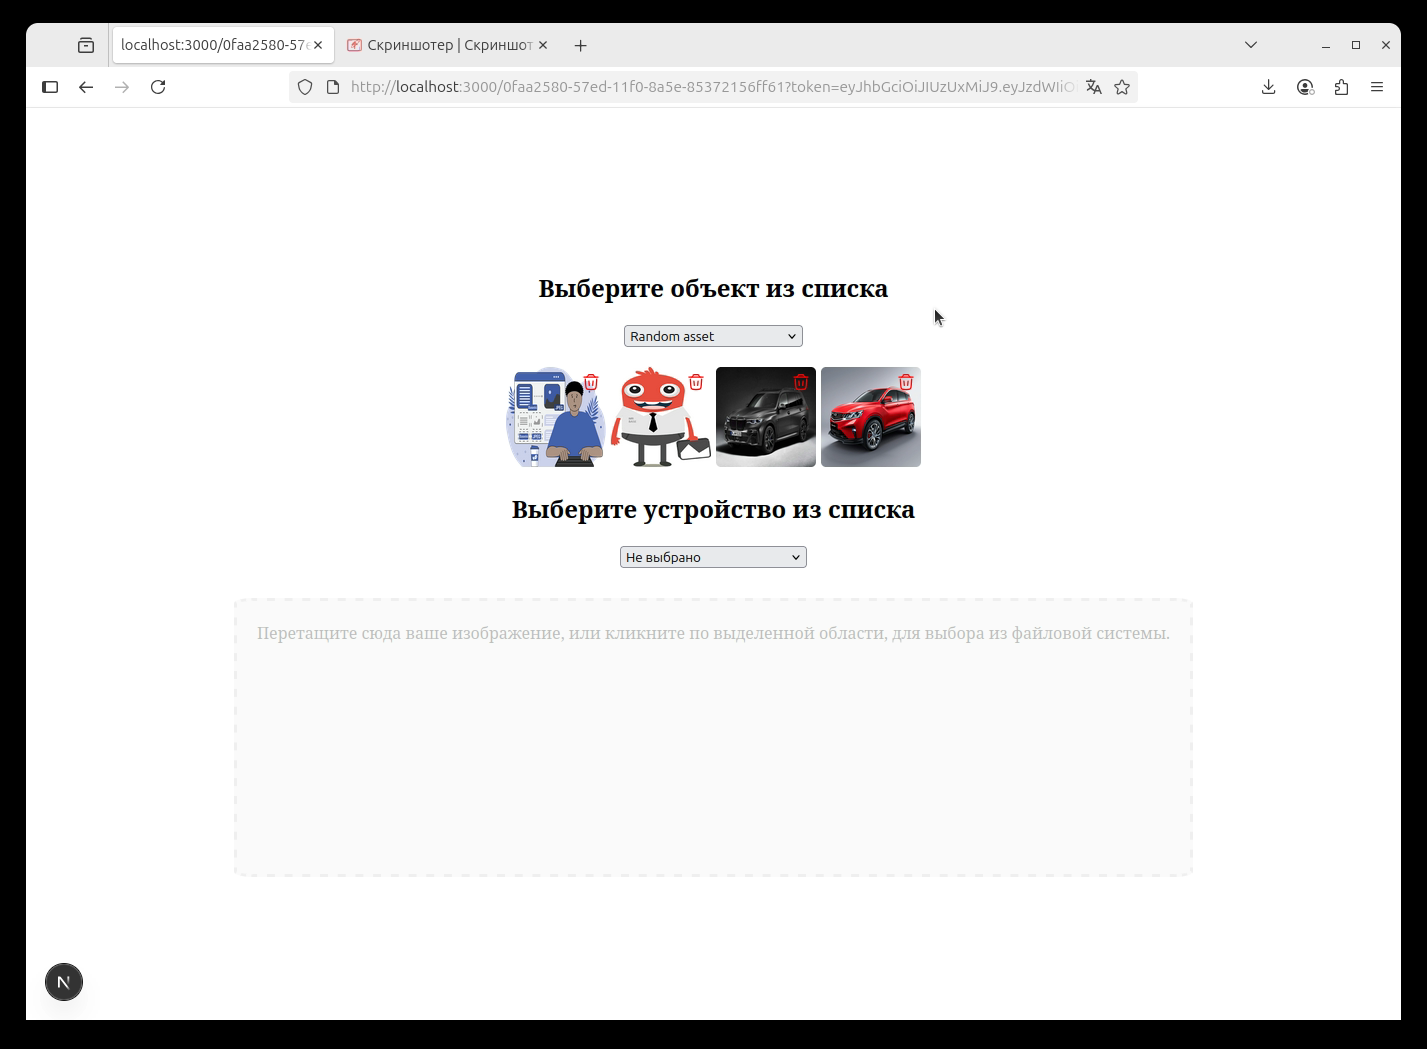 localhost:3000/0faa2580-57e
Скриншотер | Скриншот
http://localhost:3000/0faa2580-57ed-11f0-8a5e-85372156ff61?token=eyJhbGciOiJIUzUxMiJ9.eyJzdWIiO
Выберите объект из списка
Random asset
Выберите устройство из списка
Не выбрано
Перетащите сюда ваше изображение, или кликните по выделенной области, для выбора из файловой системы.
N